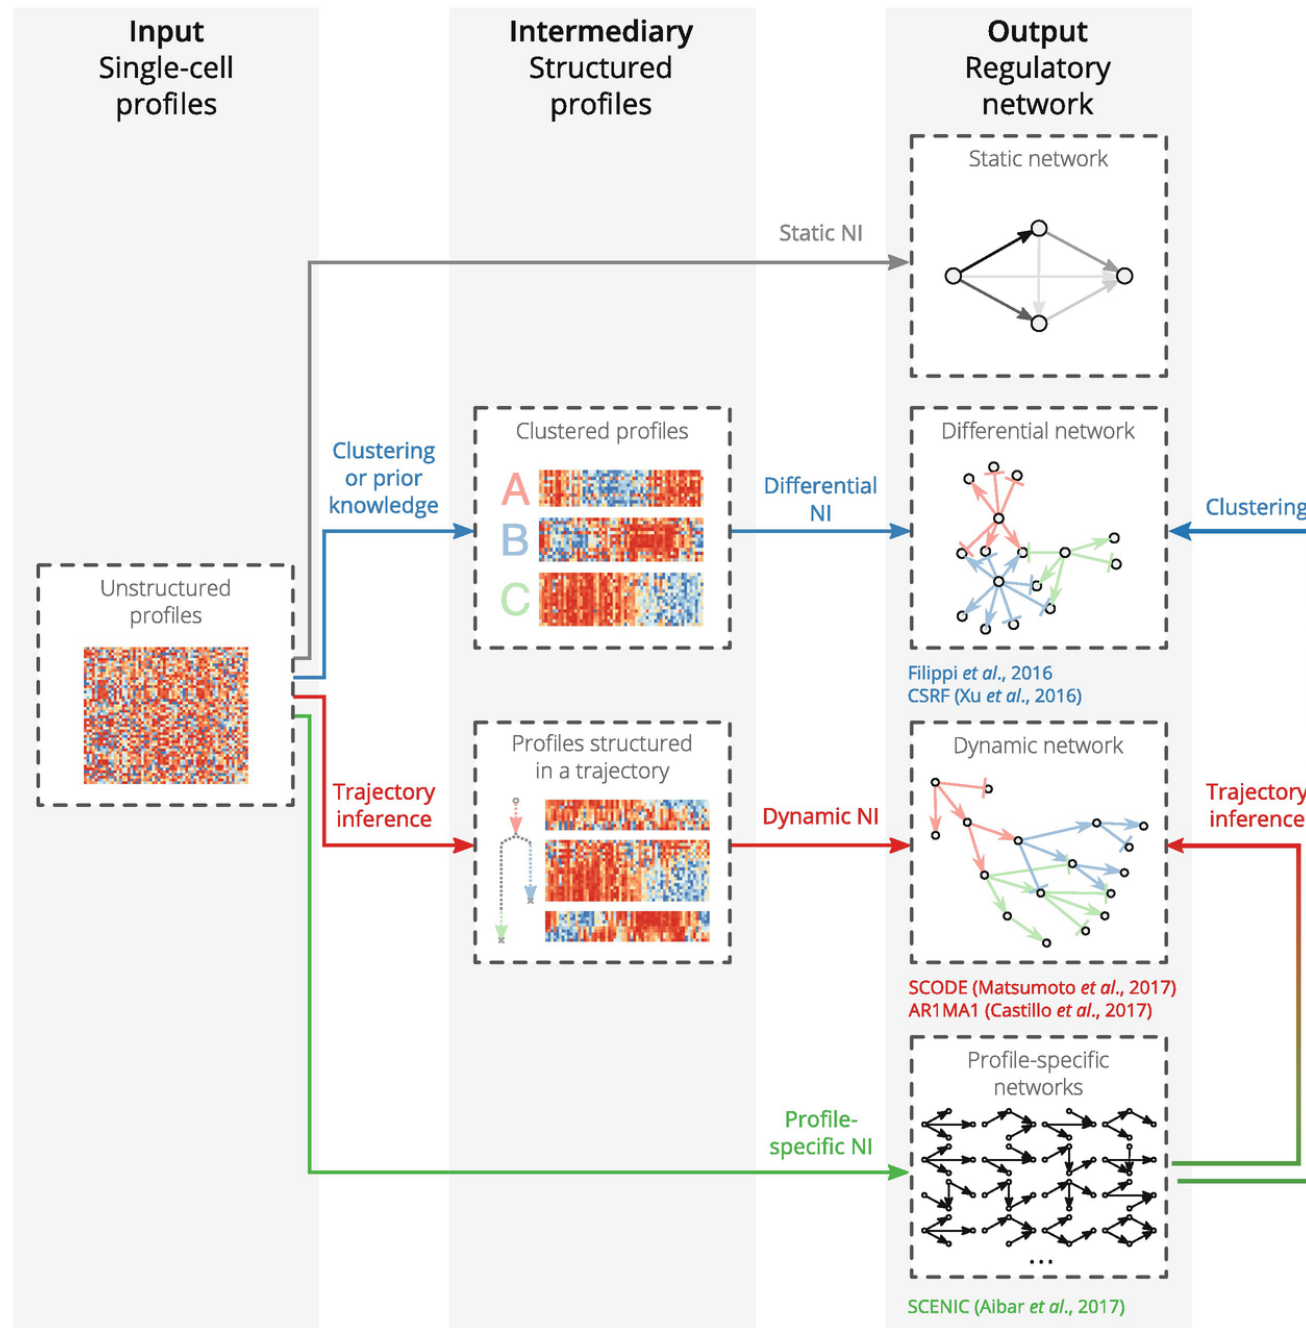 Input
Single-cell
profiles
Intermediary
Structured
profiles
Output
Regulatory
network
Static network
Static NI
Clustering
or prior
knowledge
Clustered profiles
A
B
C
Differential
NI
Differential network
Clustering
Unstructured
profiles
Filippi et al., 2016
CSRF (Xu et al., 2016)
Trajectory
inference
Profiles structured
in a trajectory
Dynamic NI
Dynamic network
Trajectory
inference
SCODE (Matsumoto et al., 2017)
AR1MA1 (Castillo et al., 2017)
Profile-
specific NI
Profile-specific
networks
...
SCENIC (Aibar et al., 2017)